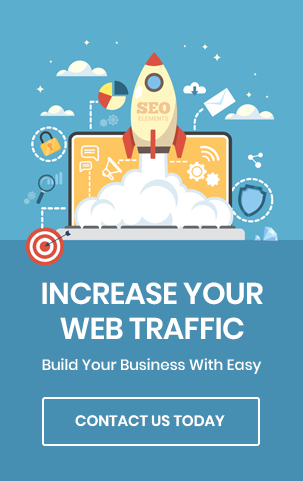 SEO
ELEMENTS
INCREASE YOUR
WEB TRAFFIC
Build Your Business With Easy
CONTACT US TODAY